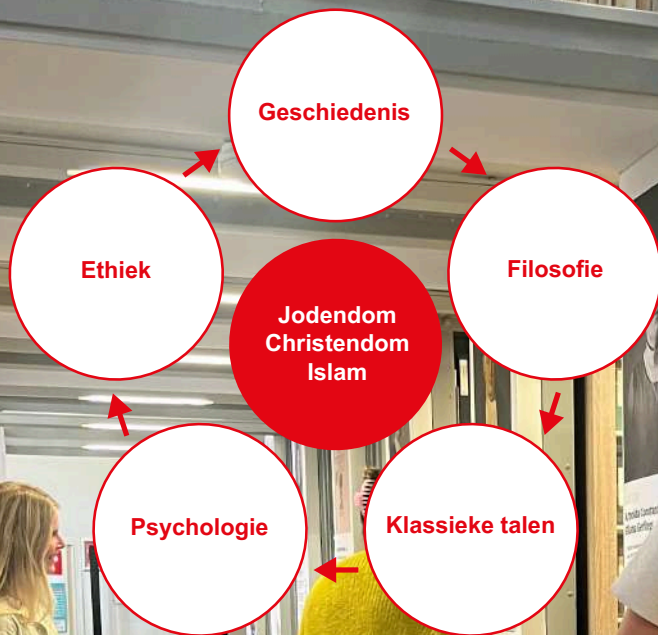 Geschiedenis
Filosofie
Klassieke talen
Psychologie
Ethiek
Jodendom
Christendom
Islam